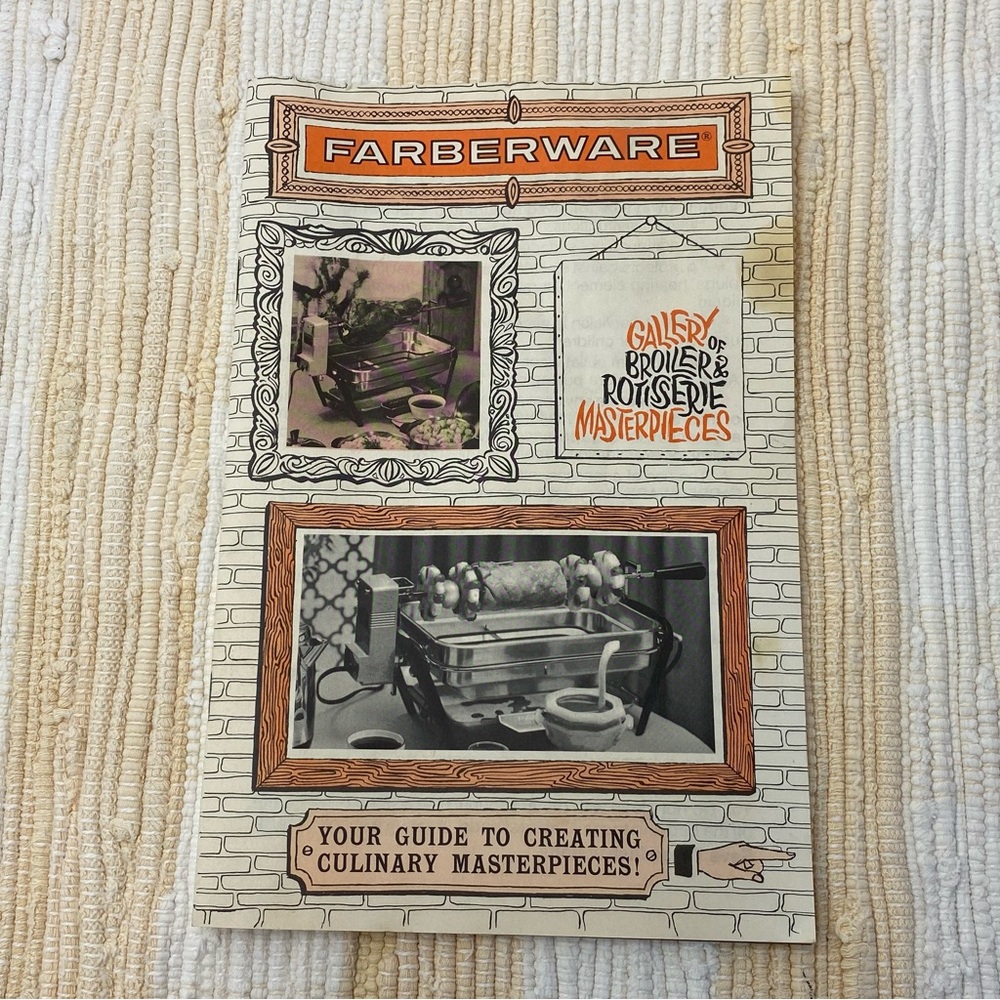 FARBERWARE®
GALLERY OF
BROILER &
ROTISSERIE
MASTERPIECES
YOUR GUIDE TO CREATING
CULINARY MASTERPIECES!